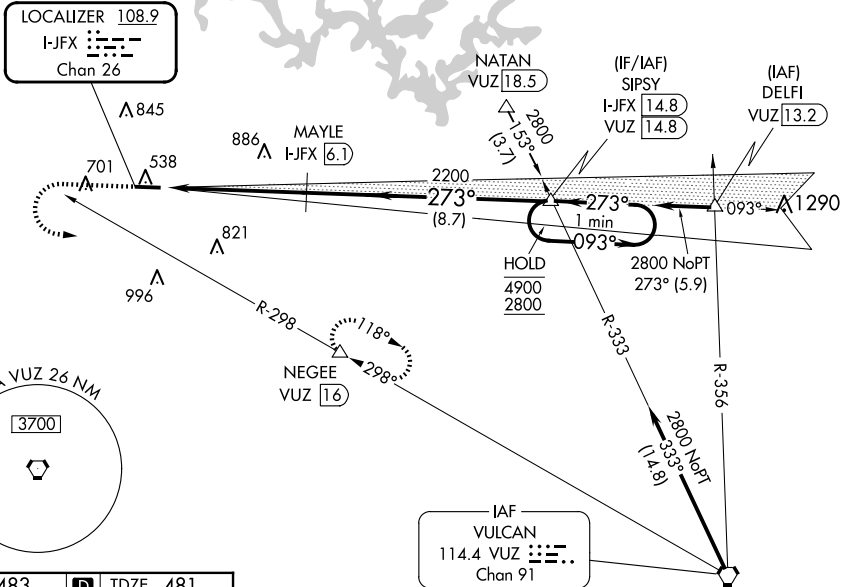 LOCALIZER 108.9
I-JFX
Chan 26
845
886
MAYLE
I-JFX 6.1
701
538
NATAN
VUZ 18.5
2800
153°
(3.7)
(IF/IAF)
SIPSY
I-JFX 14.8
VUZ 14.8
(IAF)
DELFI
VUZ 13.2
2200
273°
(8.7)
273°
1 min
093°
093°
1290
821
996
HOLD
4900
2800
2800 NoPT
273° (5.9)
R-298
R-333
R-356
118°
298°
NEGEE
VUZ 16
VUZ 26 NM
3700
2800 NoPT
333°
(14.8)
IAF
VULCAN
114.4 VUZ
Chan 91
483
D
TDZE 481